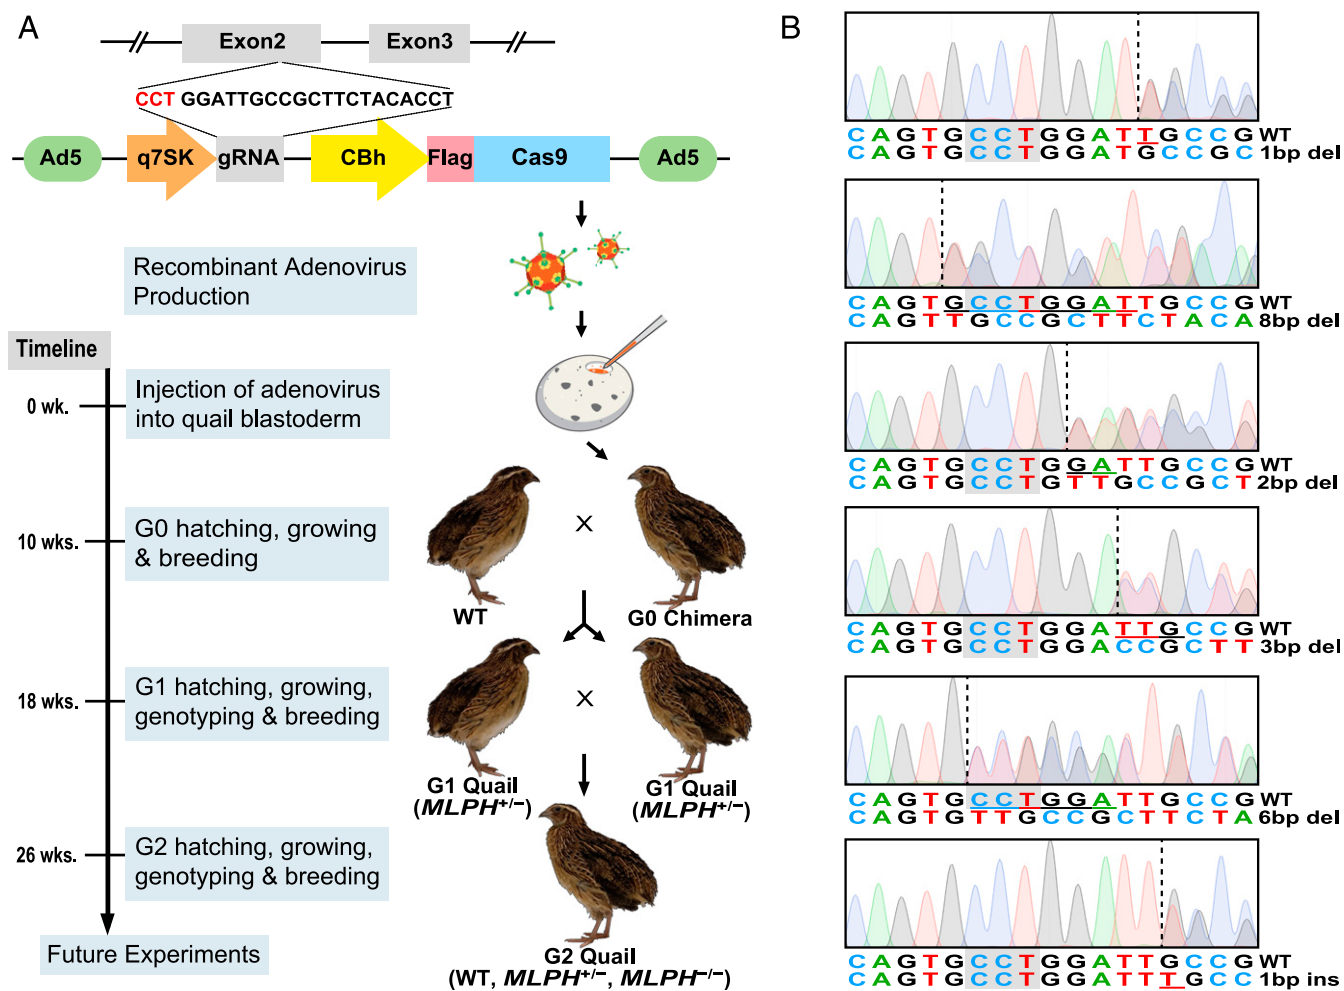 A
Exon2 Exon3
CCT GGATTGCCGCTTCTACACCT
Ad5 q7SK gRNA CBh Flag Cas9 Ad5
Recombinant Adenovirus
Production
Timeline
0 wk.
Injection of adenovirus
into quail blastoderm
10 wks.
G0 hatching, growing
& breeding
WT
X
G0 Chimera
18 wks.
G1 hatching, growing,
genotyping & breeding
X
G1 Quail
(MLPH+/−)
G1 Quail
(MLPH+/−)
26 wks.
G2 hatching, growing,
genotyping & breeding
Future Experiments
G2 Quail
(WT, MLPH+/−, MLPH−/−)
B
CAGTGCCTGGATTGCCG WT
CAGTGCCTGGATGCCGC 1bp del
CAGTGCCTGGATTGCCG WT
CAGTTGCCGCTTCTACA 8bp del
CAGTGCCTGGATTGCCG WT
CAGTGCCTGTTGCCGCT 2bp del
CAGTGCCTGGATTGCCG WT
CAGTGCCTGGACCGCTT 3bp del
CAGTGCCTGGATTGCCG WT
CAGTGTTGCCGCTTCTA 6bp del
CAGTGCCTGGATTGCCG WT
CAGTGCCTGGATTTGCC 1bp ins